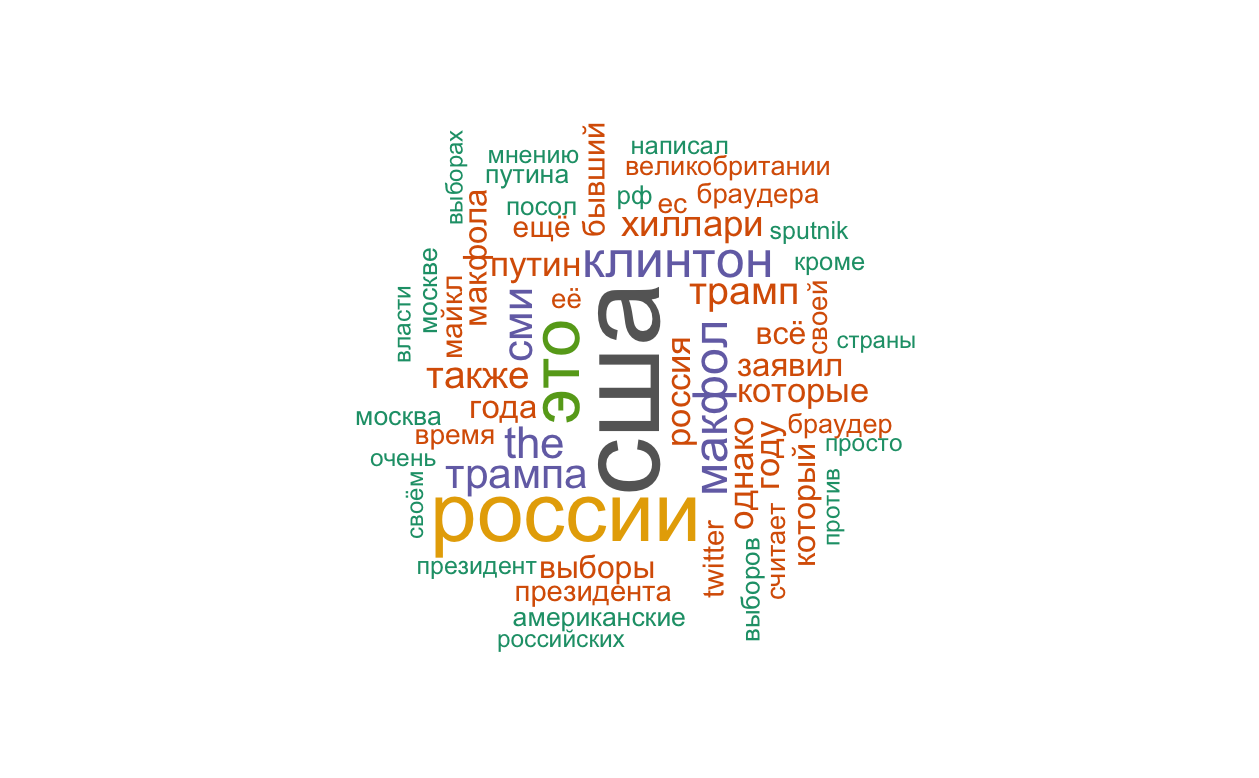 выборах
мнению
бывший
написал
путина
великобритании
макфола
посол
рф
ес
браудера
ещё
хиллари
sputnik
путин
клинтон
кроме
москве
майкл
власти
сми
её
трамп
своей
это
сша
россия
макфол
всё
страны
также
заявил
которые
года
москва
время
the
однако
году
браудер
просто
очень
трампа
который
своём
россии
против
президент
выборы
twitter
считает
выборов
президента
американские
российских